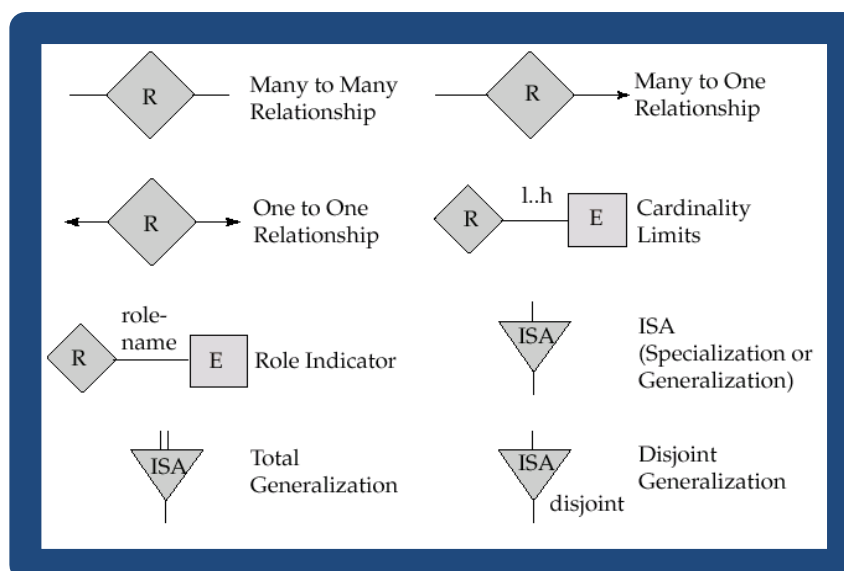 R
Many to Many
Relationship
R
Many to One
Relationship
R
One to One
Relationship
R
l..h
E
Cardinality
Limits
role-
name
R
E
Role Indicator
ISA
ISA
(Specialization or
Generalization)
ISA
Total
Generalization
ISA
disjoint
Disjoint
Generalization